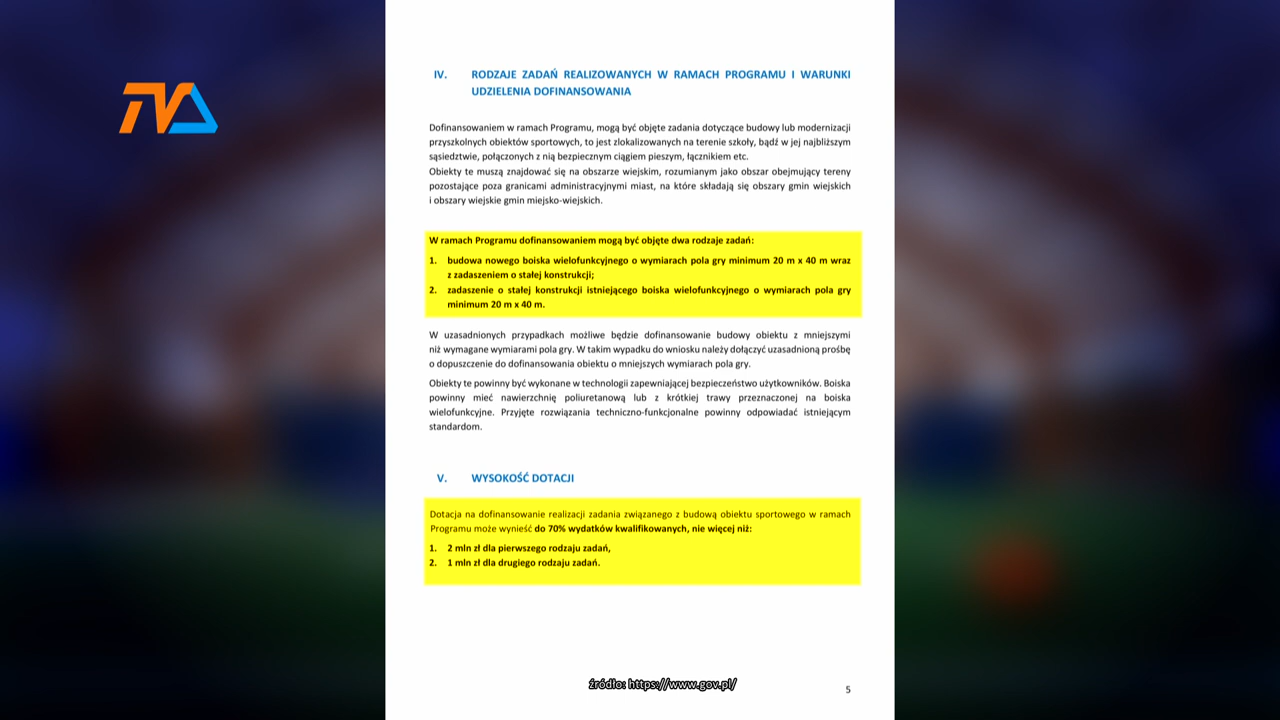 TVA
IV. RODZAJE ZADAŃ REALIZOWANYCH W RAMACH PROGRAMU I WARUNKI
UDZIELENIA DOFINANSOWANIA
Dofinansowaniem w ramach Programu, mogą być objęte zadania dotyczące budowy lub modernizacji
przyszkolnych obiektów sportowych, to jest zlokalizowanych na terenie szkoły, bądź w jej najbliższym
sąsiedztwie, połączonych z nią bezpiecznym ciągiem pieszym, łącznikiem etc.
Obiekty te muszą znajdować się na obszarze wiejskim, rozumianym jako obszar obejmujący tereny
pozostające poza granicami administracyjnymi miast, na które składają się obszary gmin wiejskich
i obszary wiejskie gmin miejsko-wiejskich.
W ramach Programu dofinansowaniem mogą być objęte dwa rodzaje zadań:
1. budowa nowego boiska wielofunkcyjnego o wymiarach pola gry minimum 20 m x 40 m wraz
z zadaszeniem o stałej konstrukcji;
2. zadaszenie o stałej konstrukcji istniejącego boiska wielofunkcyjnego o wymiarach pola gry
minimum 20 m x 40 m.
W uzasadnionych przypadkach możliwe będzie dofinansowanie budowy obiektu z mniejszymi
niż wymagane wymiarami pola gry. W takim wypadku do wniosku należy dołączyć uzasadnioną prośbę
o dopuszczenie do dofinansowania obiektu o mniejszych wymiarach pola gry.
Obiekty te powinny być wykonane w technologii zapewniającej bezpieczeństwo użytkowników. Boiska
powinny mieć nawierzchnię poliuretanową lub z krótkiej trawy przeznaczonej na boiska
wielofunkcyjne. Przyjęte rozwiązania techniczno-funkcjonalne powinny odpowiadać istniejącym
standardom.
V. WYSOKOŚĆ DOTACJI
Dotacja na dofinansowanie realizacji zadania związanego z budową obiektu sportowego w ramach
Programu może wynieść do 70% wydatków kwalifikowanych, nie więcej niż:
1. 2 mln zł dla pierwszego rodzaju zadań,
2. 1 mln zł dla drugiego rodzaju zadań.
źródło: https://www.gov.pl/
5